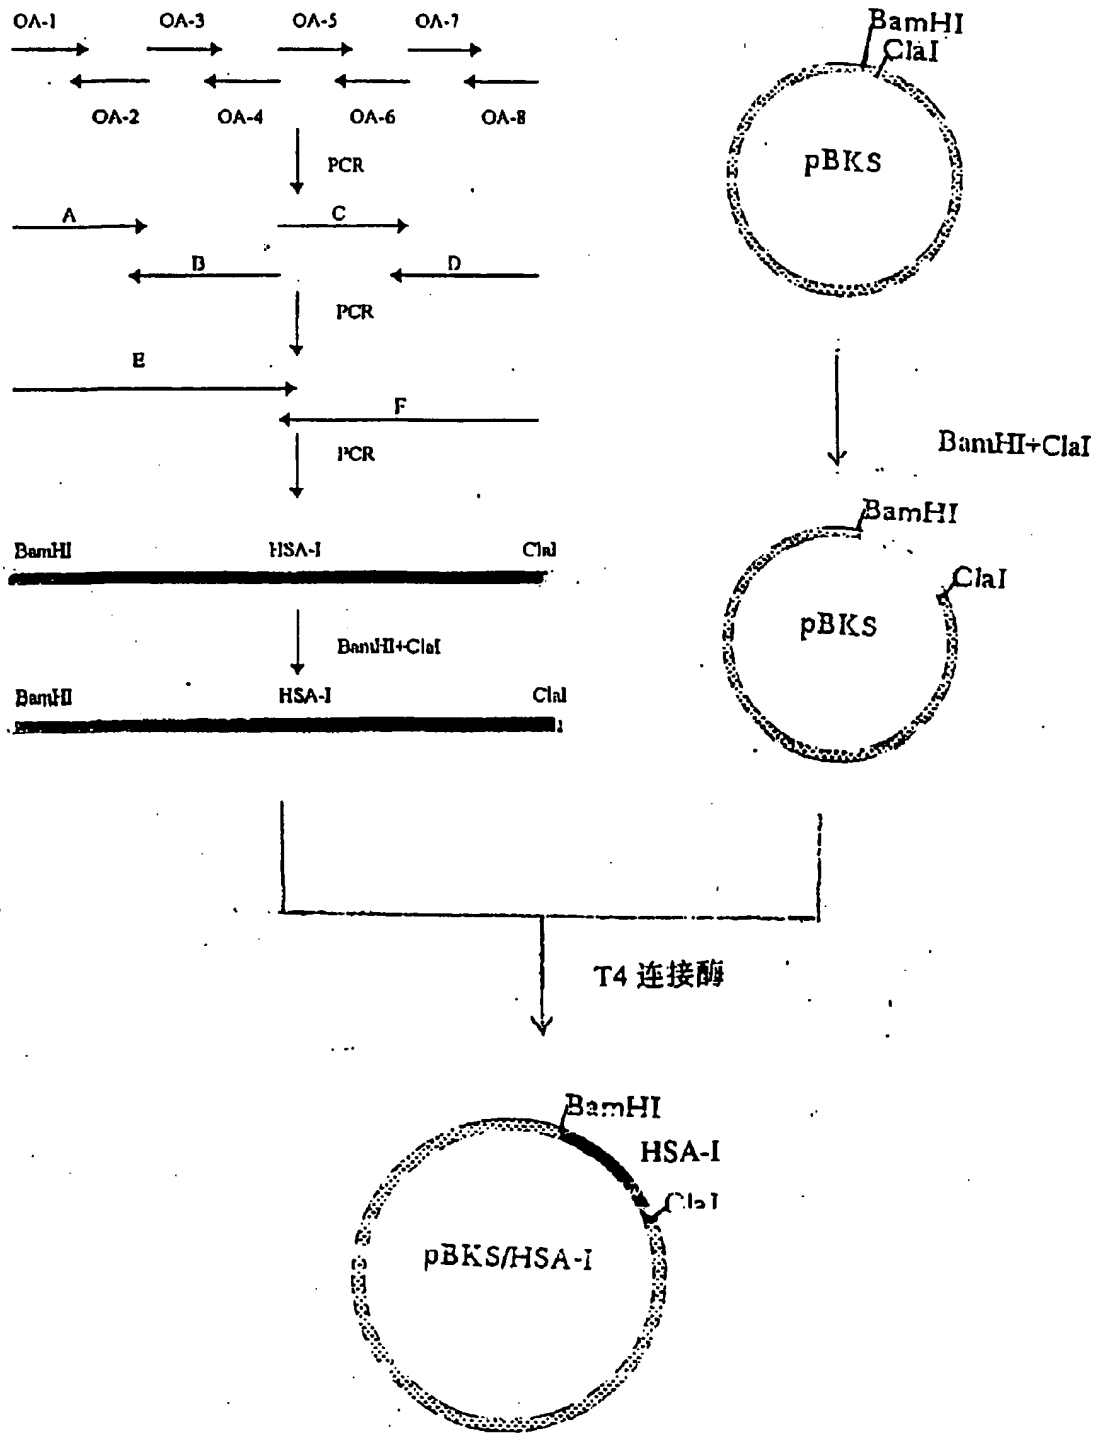 OA-1 OA-3 OA-5 OA-7
OA-2 OA-4 OA-6 OA-8
PCR
A C
B D
PCR
E
F
PCR
BamHI HSA-I ClaI
BamHI+ClaI
BamHI HSA-I ClaI
BamHI
ClaI
pBKS
BamHI+ClaI
BamHI
ClaI
pBKS
T4 连接酶
BamHI
HSA-I
ClaI
pBKS/HSA-I